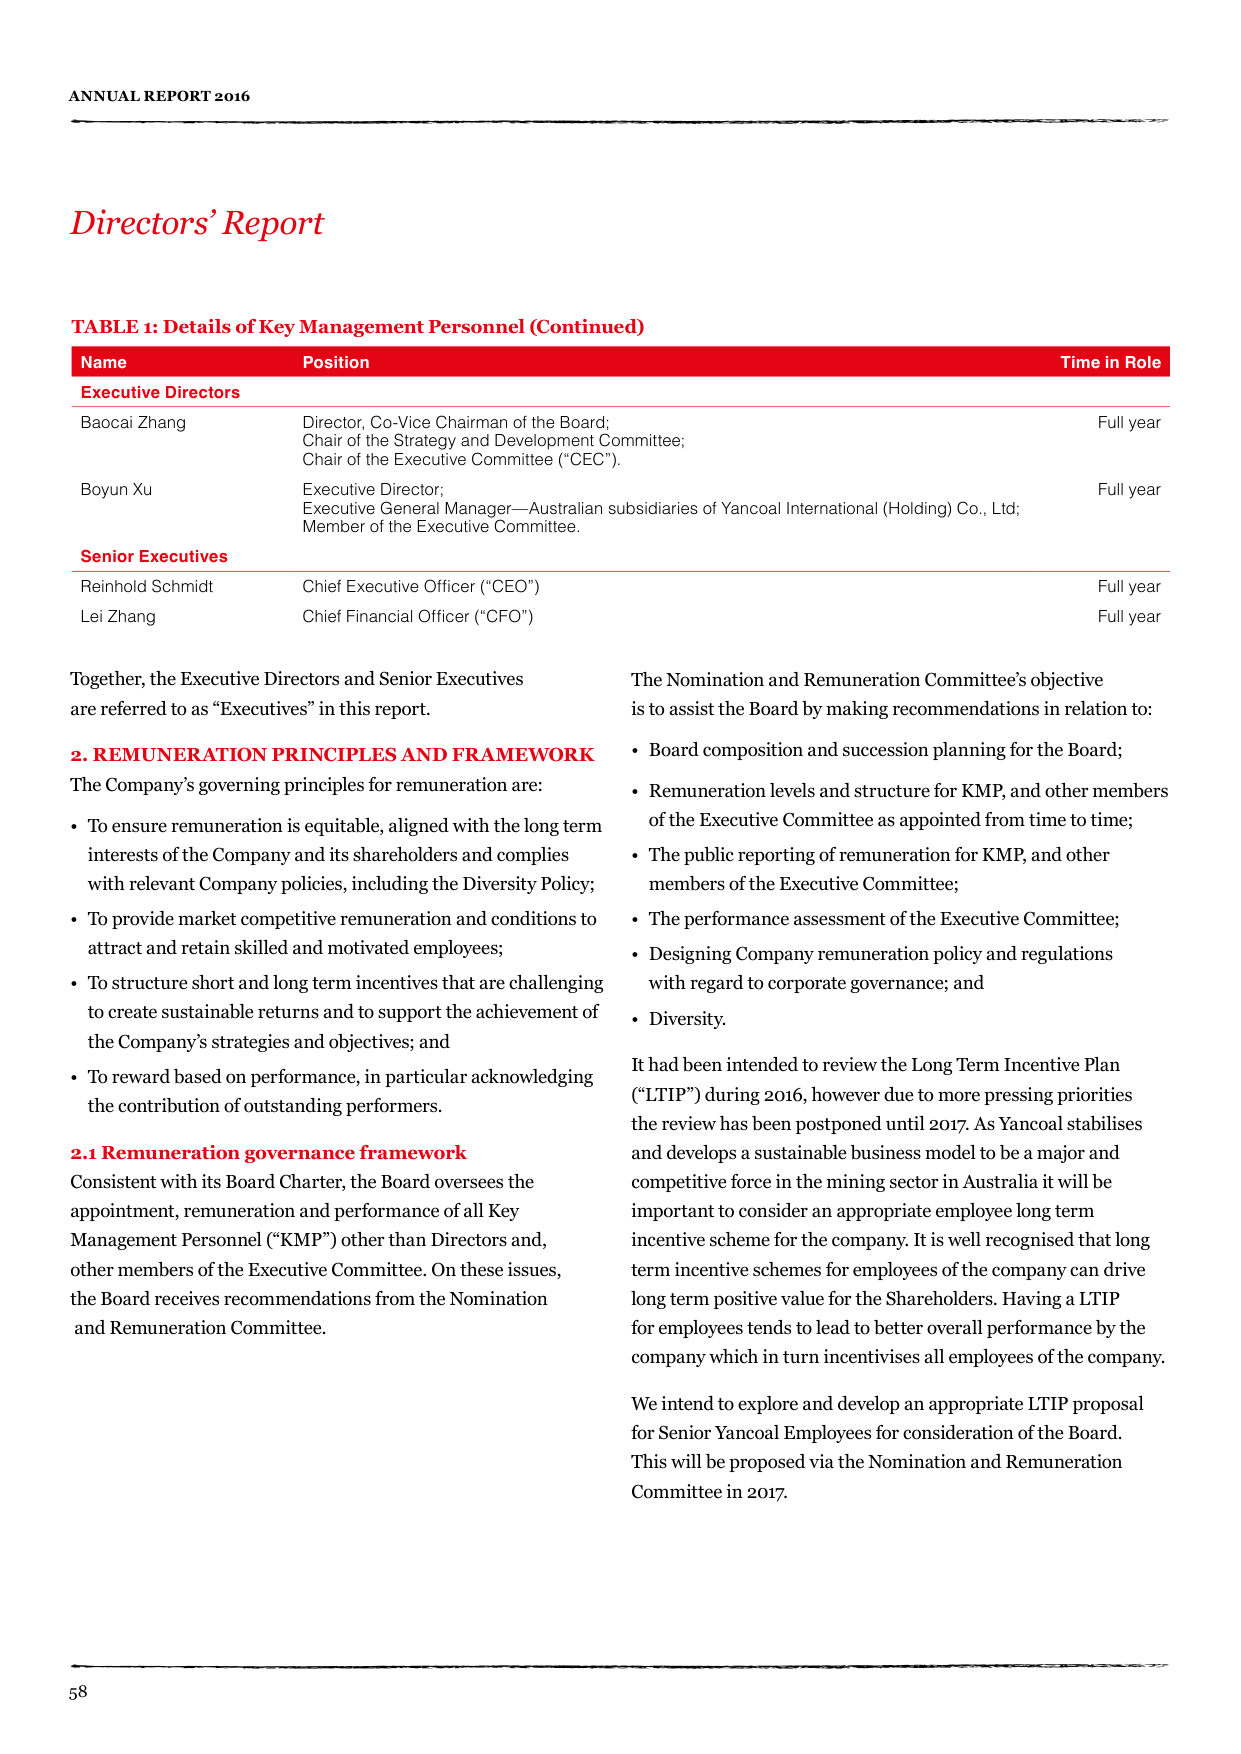 ANNUAL REPORT 2016
Directors’ Report
TABLE 1: Details of Key Management Personnel (Continued)
Name Position Time in Role
Executive Directors
Baocai Zhang Director, Co-Vice Chairman of the Board; Full year
Chair of the Strategy and Development Committee;
Chair of the Executive Committee (“CEC”).
Boyun Xu Executive Director; Full year
Executive General Manager—Australian subsidiaries of Yancoal International (Holding) Co., Ltd;
Member of the Executive Committee.
Senior Executives
Reinhold Schmidt Chief Executive Officer (“CEO”) Full year
Lei Zhang Chief Financial Officer (“CFO”) Full year
Together, the Executive Directors and Senior Executives
are referred to as “Executives” in this report.
2. REMUNERATION PRINCIPLES AND FRAMEWORK
The Company’s governing principles for remuneration are:
• To ensure remuneration is equitable, aligned with the long term
interests of the Company and its shareholders and complies
with relevant Company policies, including the Diversity Policy;
• To provide market competitive remuneration and conditions to
attract and retain skilled and motivated employees;
• To structure short and long term incentives that are challenging
to create sustainable returns and to support the achievement of
the Company’s strategies and objectives; and
• To reward based on performance, in particular acknowledging
the contribution of outstanding performers.
2.1 Remuneration governance framework
Consistent with its Board Charter, the Board oversees the
appointment, remuneration and performance of all Key
Management Personnel (“KMP”) other than Directors and,
other members of the Executive Committee. On these issues,
the Board receives recommendations from the Nomination
and Remuneration Committee.
The Nomination and Remuneration Committee’s objective
is to assist the Board by making recommendations in relation to:
• Board composition and succession planning for the Board;
• Remuneration levels and structure for KMP, and other members
of the Executive Committee as appointed from time to time;
• The public reporting of remuneration for KMP, and other
members of the Executive Committee;
• The performance assessment of the Executive Committee;
• Designing Company remuneration policy and regulations
with regard to corporate governance; and
• Diversity.
It had been intended to review the Long Term Incentive Plan
(“LTIP”) during 2016, however due to more pressing priorities
the review has been postponed until 2017. As Yancoal stabilises
and develops a sustainable business model to be a major and
competitive force in the mining sector in Australia it will be
important to consider an appropriate employee long term
incentive scheme for the company. It is well recognised that long
term incentive schemes for employees of the company can drive
long term positive value for the Shareholders. Having a LTIP
for employees tends to lead to better overall performance by the
company which in turn incentivises all employees of the company.
We intend to explore and develop an appropriate LTIP proposal
for Senior Yancoal Employees for consideration of the Board.
This will be proposed via the Nomination and Remuneration
Committee in 2017.
58